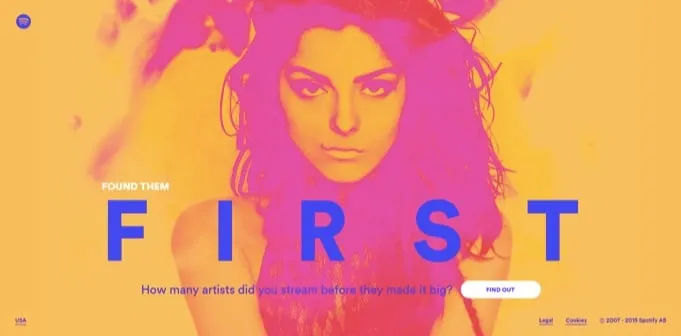 FOUND THEM
FIRST
How many artists did you stream before they made it big?
FIND OUT
USA
Legal
Cookies
© 2007 - 2015 Spotify AB